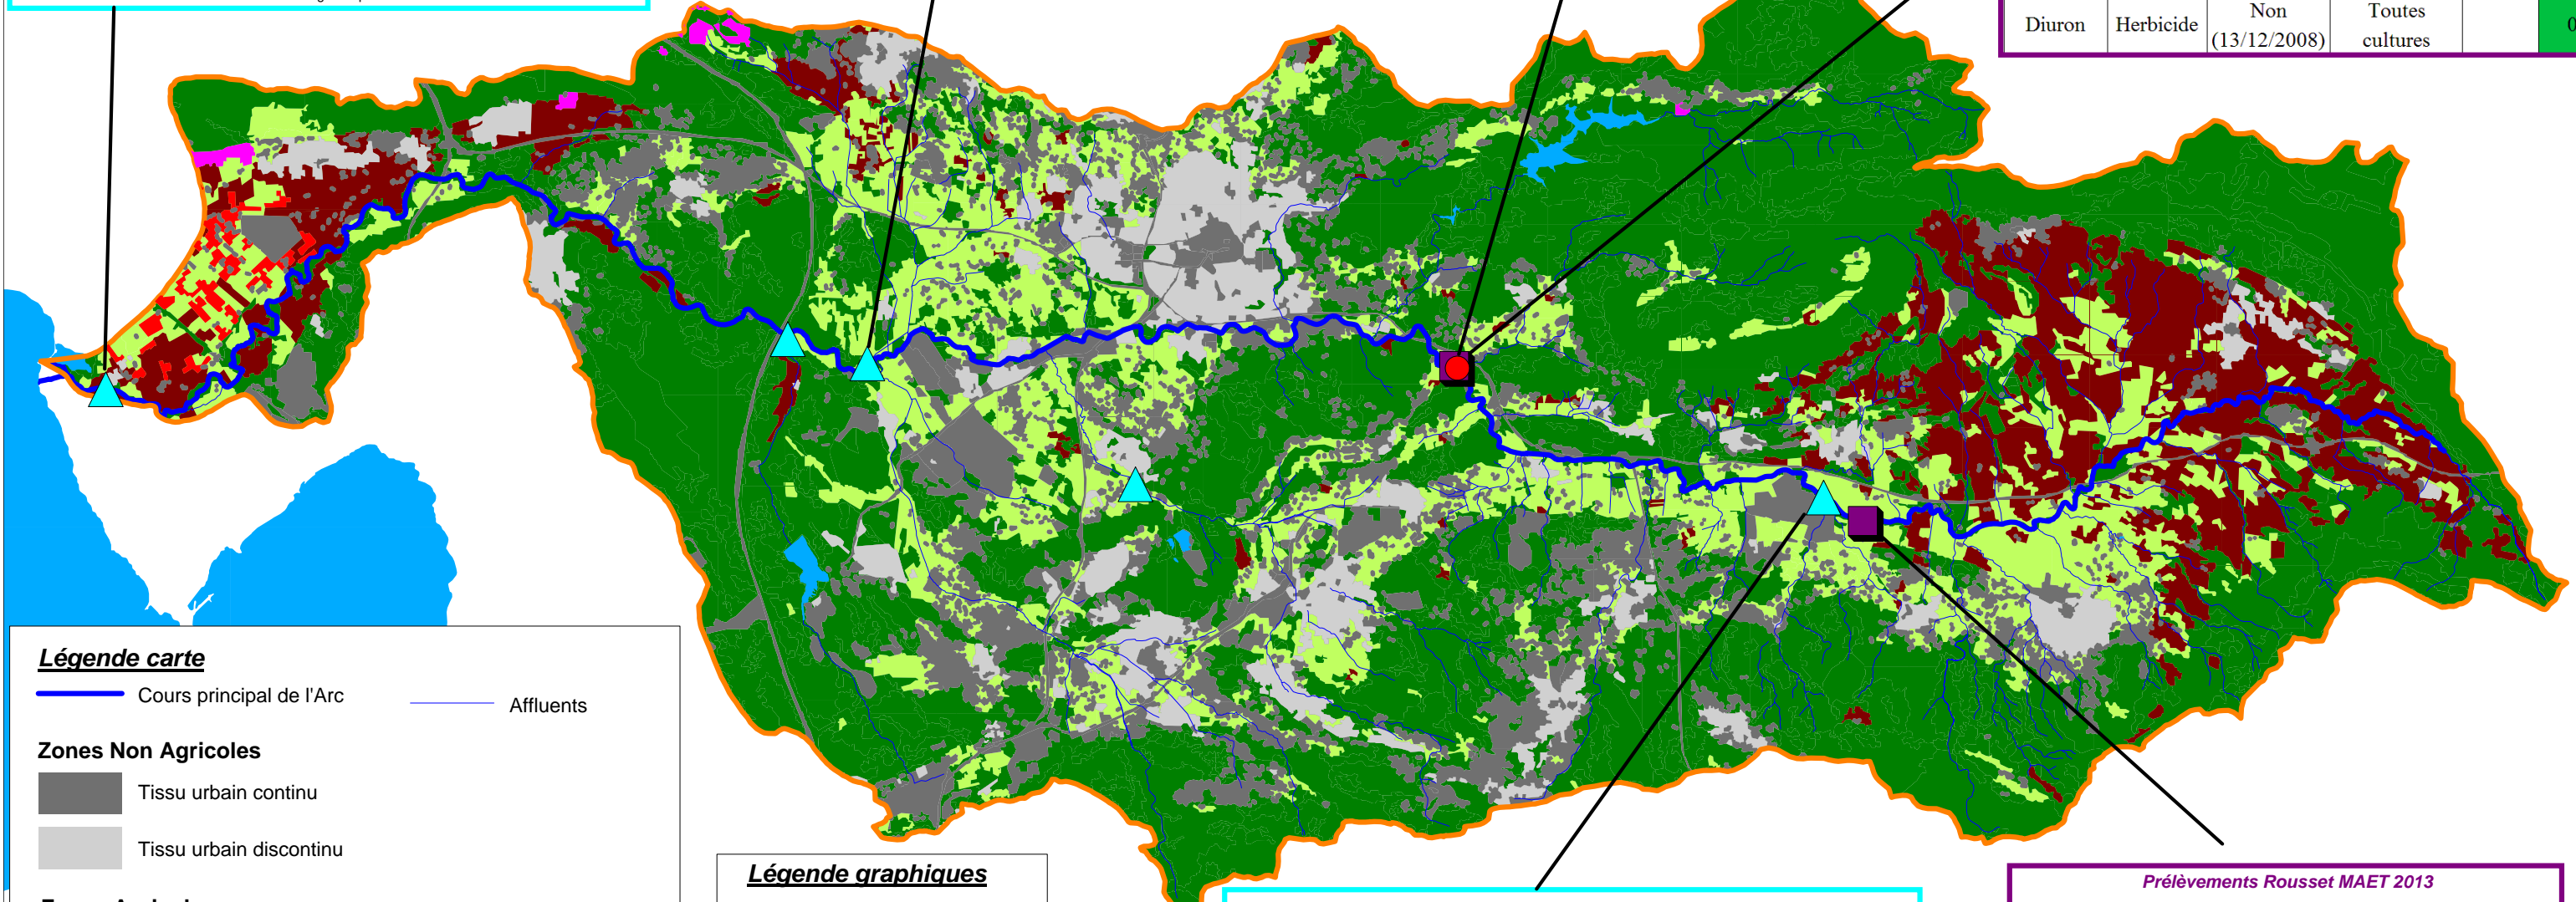 Diuron Herbicide Non (13/12/2008) Toutes cultures 0
Légende carte
Cours principal de l'Arc Affluents
Zones Non Agricoles
Tissu urbain continu
Tissu urbain discontinu
Légende graphiques
Prélèvements Rousset MAET 2013